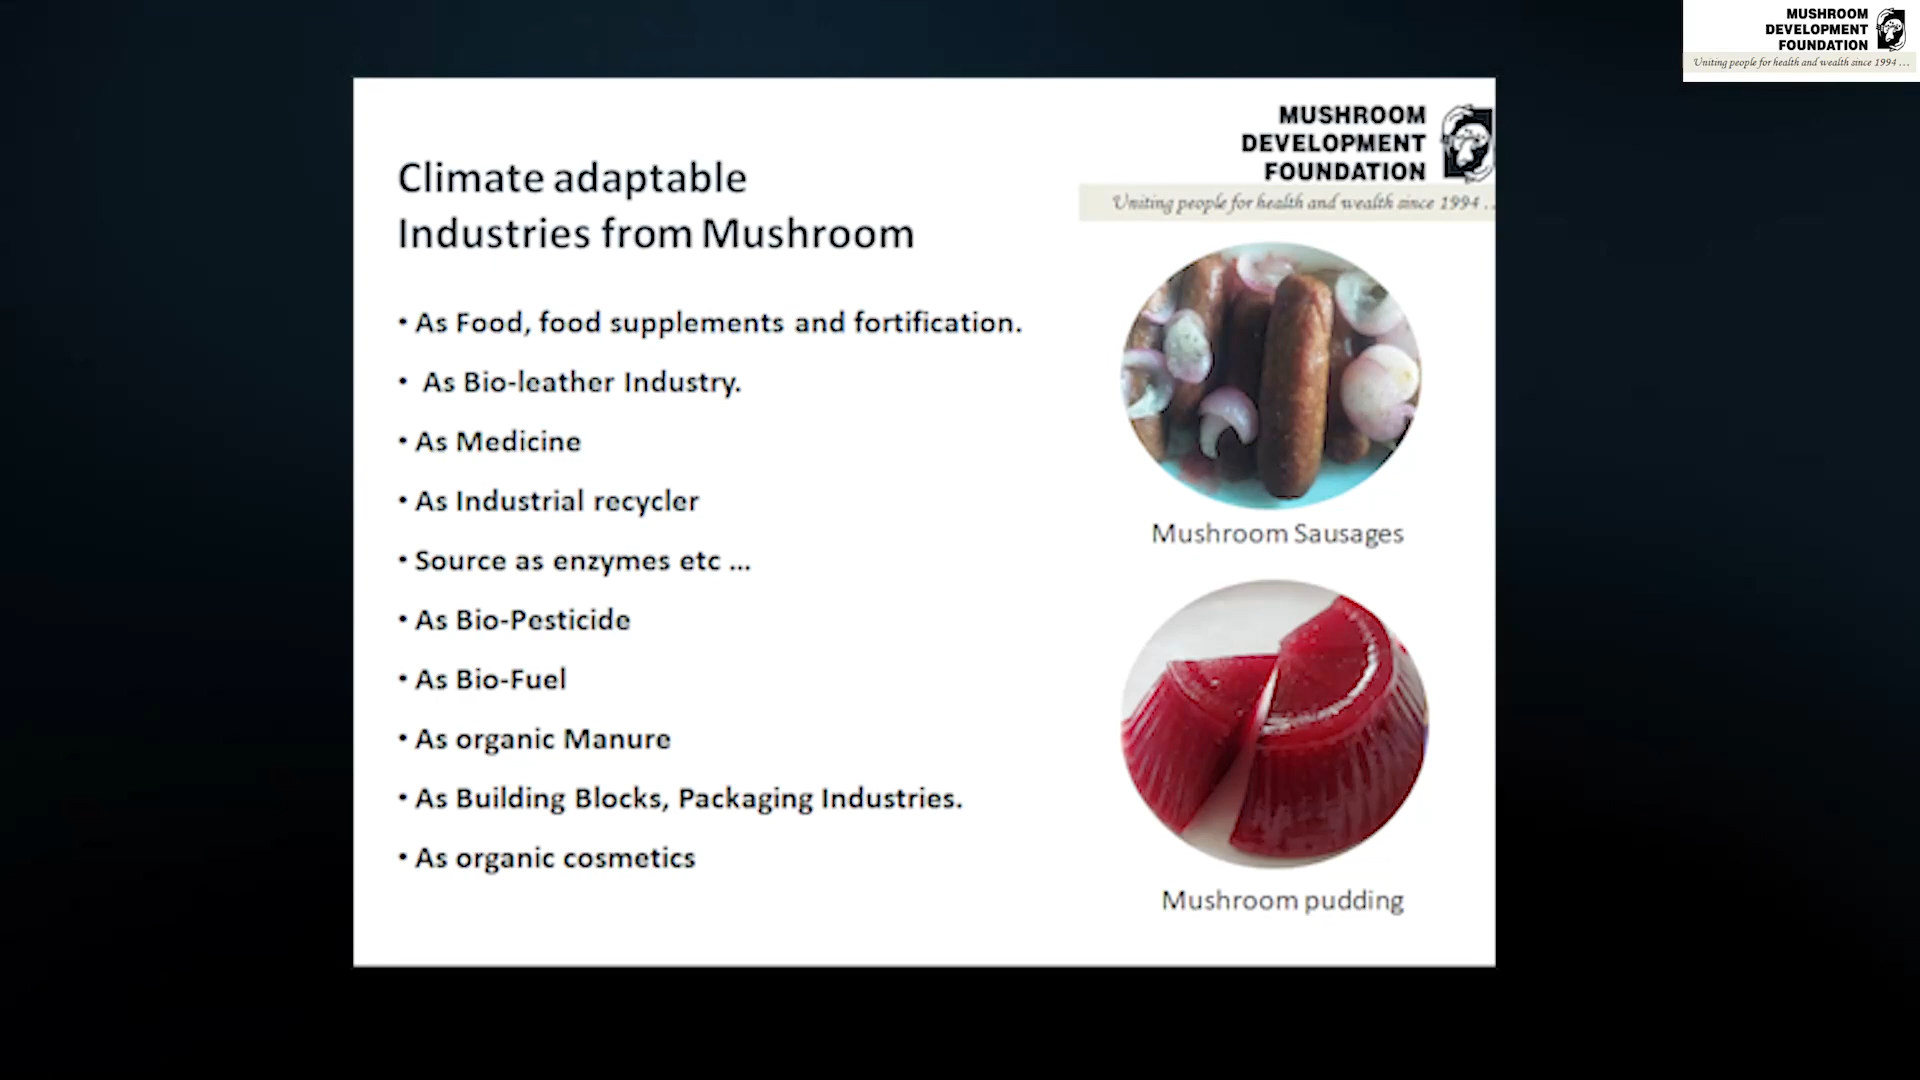 MUSHROOM
DEVELOPMENT
FOUNDATION
Uniting people for health and wealth since 1994 ...
MUSHROOM
DEVELOPMENT
FOUNDATION
Uniting people for health and wealth since 1994 ..
Climate adaptable
Industries from Mushroom
• As Food, food supplements and fortification.
• As Bio-leather Industry.
• As Medicine
• As Industrial recycler
• Source as enzymes etc ...
• As Bio-Pesticide
• As Bio-Fuel
• As organic Manure
• As Building Blocks, Packaging Industries.
• As organic cosmetics
Mushroom Sausages
Mushroom pudding